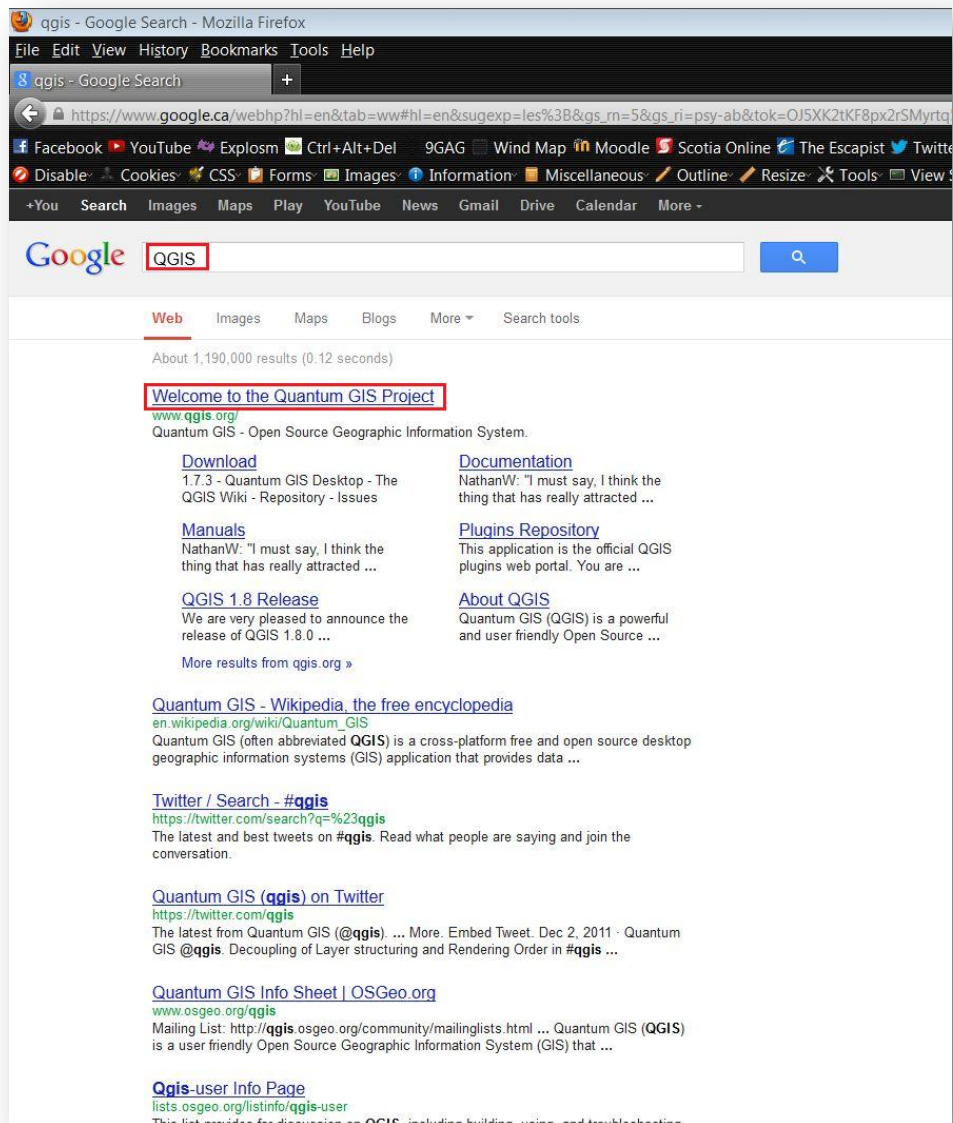 qgis - Google Search - Mozilla Firefox
File Edit View History Bookmarks Tools Help
qgis - Google Search +
https://www.google.ca/webhp?hl=en&tab=ww#hl=en&sugexp=les%3B&gs_rn=5&gs_ri=psy-ab&tok=OJ5XK2tKF8px2rSMyrtq
Facebook YouTube Explosm Ctrl+Alt+Del 9GAG Wind Map Moodle Scotia Online The Escapist Twitte
Disable Cookies CSS Forms Images Information Miscellaneous Outline Resize Tools View S
+You Search Images Maps Play YouTube News Gmail Drive Calendar More
Google QGIS
Web Images Maps Blogs More Search tools
About 1,190,000 results (0.12 seconds)
Welcome to the Quantum GIS Project
www.qgis.org/
Quantum GIS - Open Source Geographic Information System.
Download
1.7.3 - Quantum GIS Desktop - The
QGIS Wiki - Repository - Issues
Documentation
NathanW: "I must say, I think the
thing that has really attracted ...
Manuals
NathanW: "I must say, I think the
thing that has really attracted ...
Plugins Repository
This application is the official QGIS
plugins web portal. You are ...
QGIS 1.8 Release
We are very pleased to announce the
release of QGIS 1.8.0 ...
About QGIS
Quantum GIS (QGIS) is a powerful
and user friendly Open Source ...
More results from qgis.org »
Quantum GIS - Wikipedia, the free encyclopedia
en.wikipedia.org/wiki/Quantum_GIS
Quantum GIS (often abbreviated QGIS) is a cross-platform free and open source desktop
geographic information systems (GIS) application that provides data ...
Twitter / Search - #qgis
https://twitter.com/search?q=%23qgis
The latest and best tweets on #qgis. Read what people are saying and join the
conversation.
Quantum GIS (qgis) on Twitter
https://twitter.com/qgis
The latest from Quantum GIS (@qgis). ... More. Embed Tweet. Dec 2, 2011 · Quantum
GIS @qgis. Decoupling of Layer structuring and Rendering Order in #qgis ...
Quantum GIS Info Sheet | OSGeo.org
www.osgeo.org/qgis
Mailing List: http://qgis.osgeo.org/community/mailinglists.html ... Quantum GIS (QGIS)
is a user friendly Open Source Geographic Information System (GIS) that ...
Qgis-user Info Page
lists.osgeo.org/listinfo/qgis-user
This list provides for discussion on QGIS, including building, using, and troubleshooting